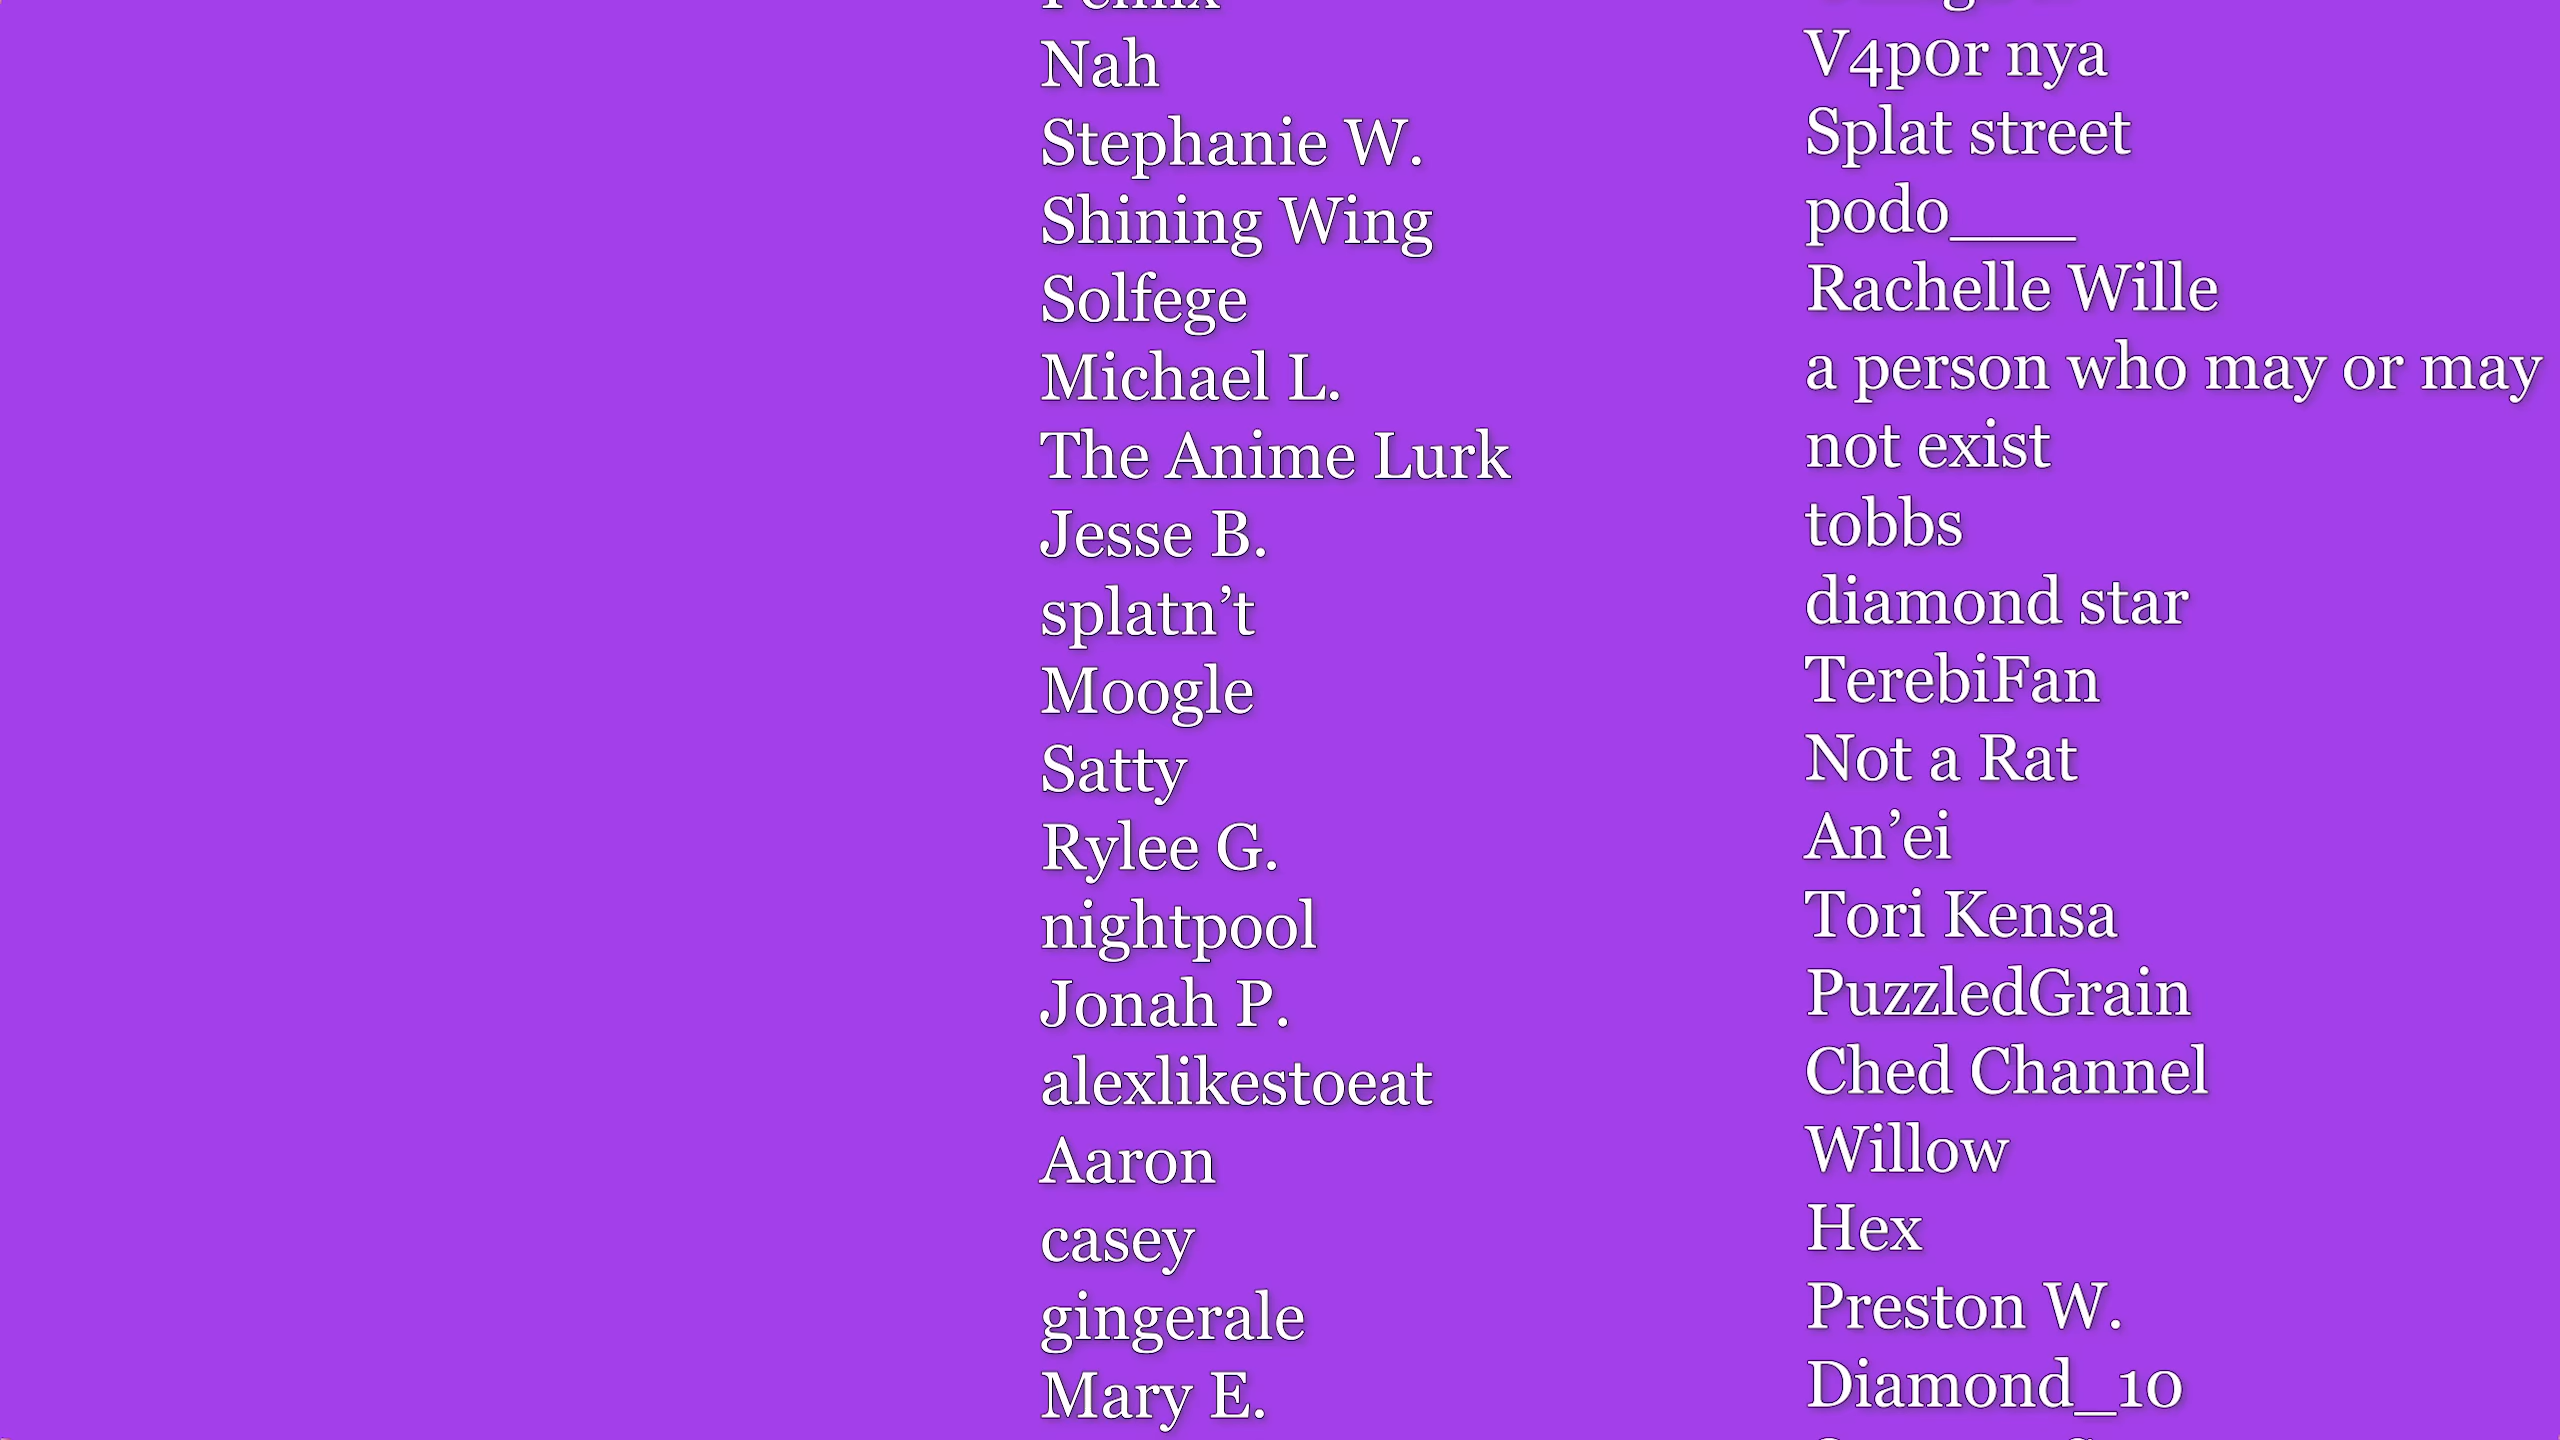 Nah
Stephanie W.
Shining Wing
Solfege
Michael L.
The Anime Lurk
Jesse B.
splatn’t
Moogle
Satty
Rylee G.
nightpool
Jonah P.
alexlikestoeat
Aaron
casey
gingerale
Mary E.
V4p0r nya
Splat street
podo___
Rachelle Wille
a person who may or may
not exist
tobbs
diamond star
TerebiFan
Not a Rat
An’ei
Tori Kensa
PuzzledGrain
Ched Channel
Willow
Hex
Preston W.
Diamond_10